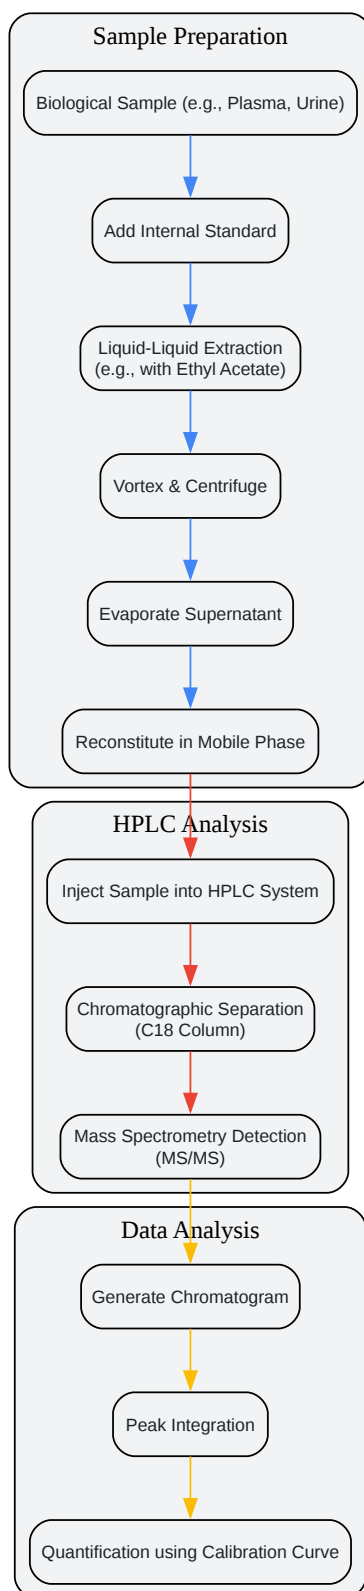 Sample Preparation
Biological Sample (e.g., Plasma, Urine)
Add Internal Standard
Liquid-Liquid Extraction
(e.g., with Ethyl Acetate)
Vortex & Centrifuge
Evaporate Supernatant
Reconstitute in Mobile Phase
HPLC Analysis
Inject Sample into HPLC System
Chromatographic Separation
(C18 Column)
Mass Spectrometry Detection
(MS/MS)
Data Analysis
Generate Chromatogram
Peak Integration
Quantification using Calibration Curve